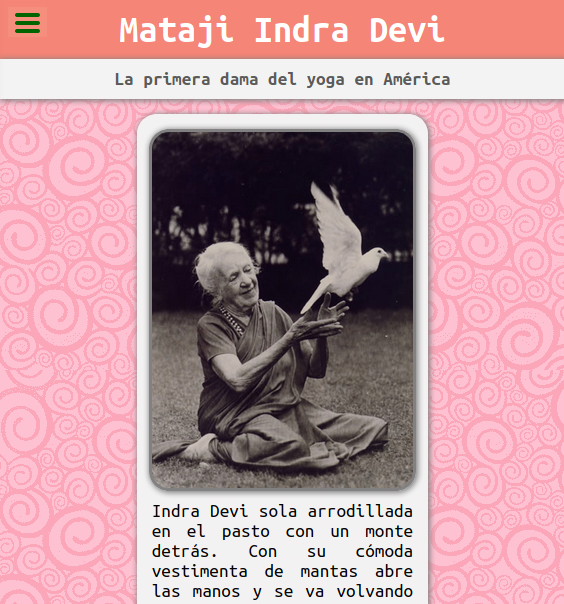 Mataji Indra Devi
La primera dama del yoga en América
Indra Devi sola arrodillada
en el pasto con un monte
detrás. Con su cómoda
vestimenta de mantas abre
las manos y se va volvando